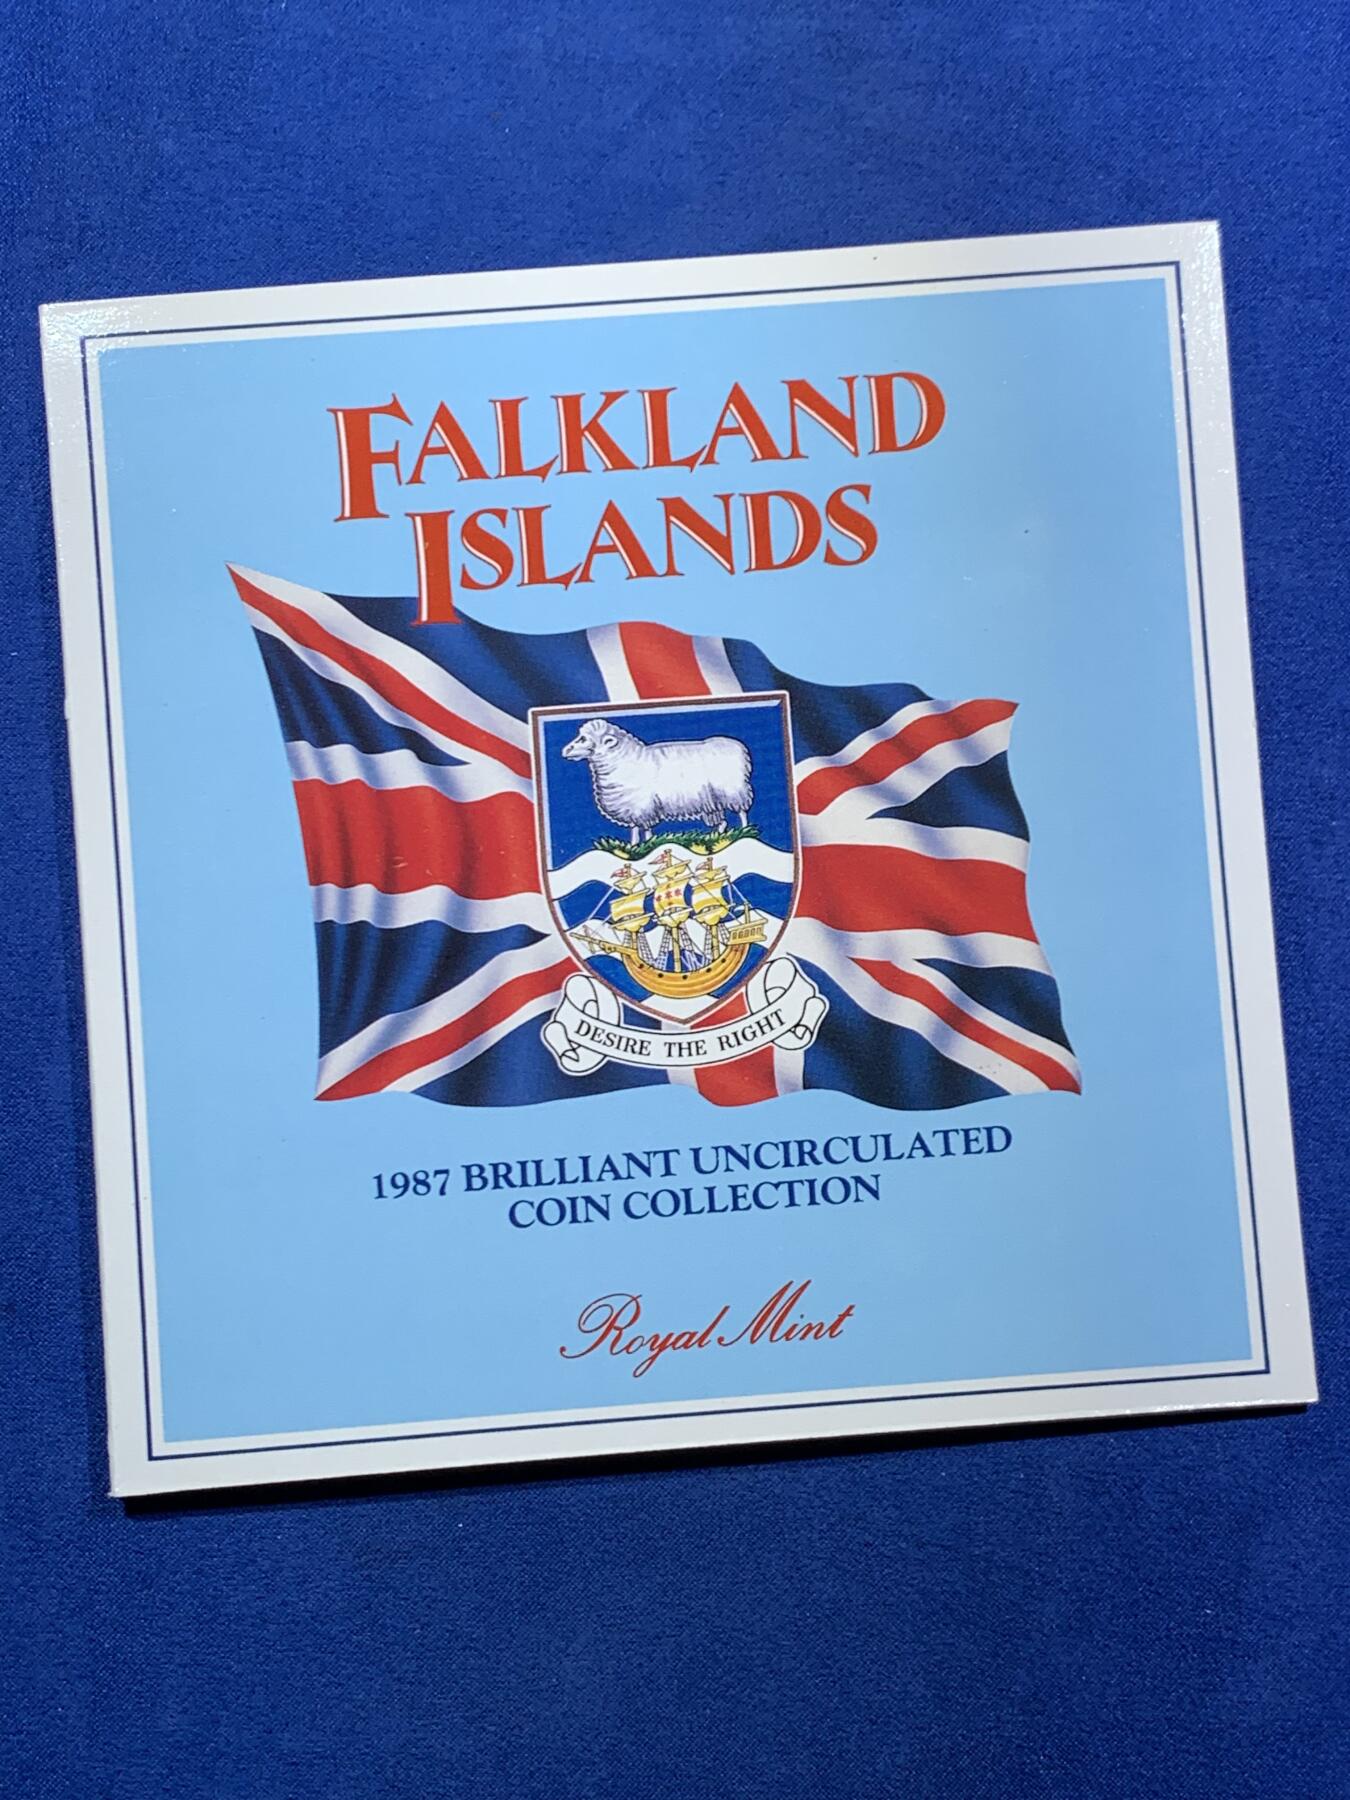 FALKLAND
ISLANDS
DESIRE THE RIGHT
1987 BRILLIANT UNCIRCULATED
COIN COLLECTION
Royal Mint